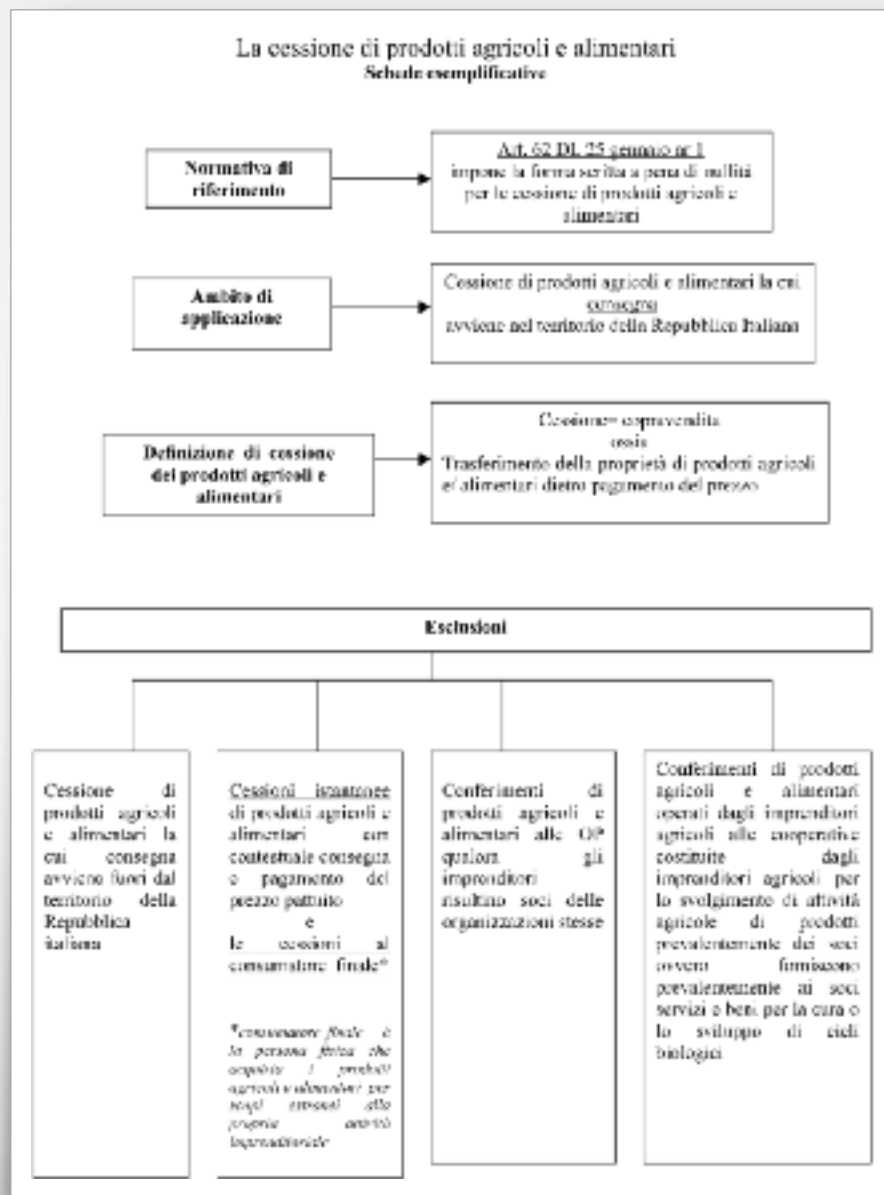 La cessione di prodotti agricoli e alimentari
Schede esemplificative
Normativa di
riferimento
Art. 62 DL 25 gennaio nr 1
impone la forma scritta a pena di nullità
per le cessione di prodotti agricoli e
alimentari
Ambito di
applicazione
Cessione di prodotti agricoli e alimentari la cui
consegna
avviene nel territorio della Repubblica Italiana
Definizione di cessione
dei prodotti agricoli e
alimentari
Cessione= copravendita
ossia
Trasferimento della proprietà di prodotti agricoli
e/ alimentari dietro pagamento del prezzo
Esclusioni
Cessione di
prodotti agricoli
e alimentari la
cui consegna
avviene fuori dal
territorio della
Repubblica
italiana
Cessioni istantanee
di prodotti agricoli e
alimentari con
contestuale consegna
e pagamento del
prezzo pattuito
e
le cessioni al
consumatore finale*
*consumatore finale è
la persona fisica che
acquista i prodotti
agricoli e alimentari per
scopi estranei alla
propria attività
imprenditoriale
Conferimenti di
prodotti agricoli e
alimentari alle OP
qualora gli
imprenditori
risultino soci delle
organizzazioni stesse
Conferimenti di prodotti
agricoli e alimentari
operati dagli imprenditori
agricoli alle cooperative
costituite dagli
imprenditori agricoli per
lo svolgimento di attività
agricole di prodotti
prevalentemente dei soci
ovvero forniscono
prevalentemente ai soci
servizi e beni per la cura o
lo sviluppo di cicli
biologici